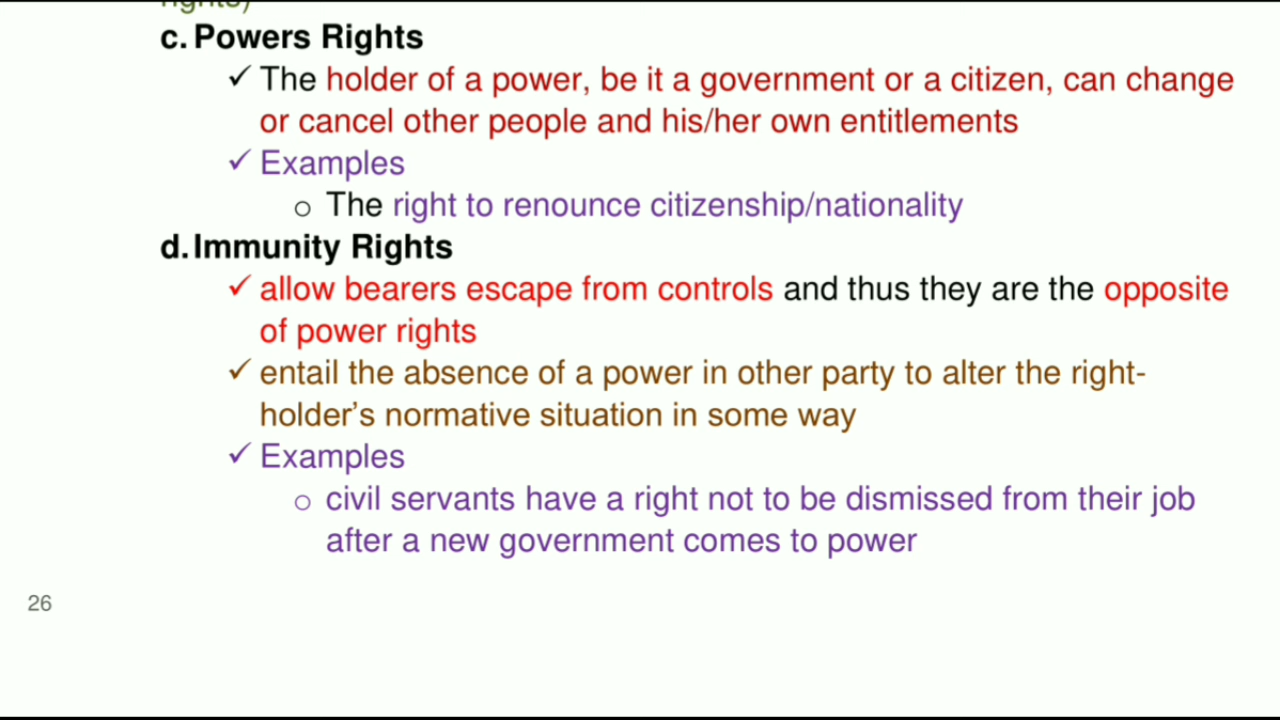 rights)
c. Powers Rights
✓ The holder of a power, be it a government or a citizen, can change
or cancel other people and his/her own entitlements
✓ Examples
o The right to renounce citizenship/nationality
d. Immunity Rights
✓ allow bearers escape from controls and thus they are the opposite
of power rights
✓ entail the absence of a power in other party to alter the right-
holder’s normative situation in some way
✓ Examples
o civil servants have a right not to be dismissed from their job
after a new government comes to power
26